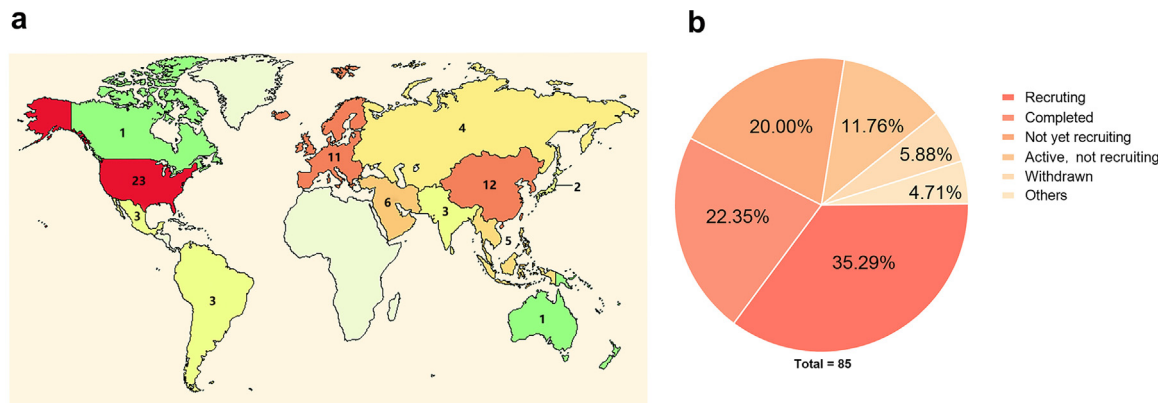 a
1
23
3
3
11
4
12
6
3
2
5
1
b
20.00%
11.76%
5.88%
4.71%
22.35%
35.29%
Total = 85
Recruiting
Completed
Not yet recruiting
Active, not recruiting
Withdrawn
Others